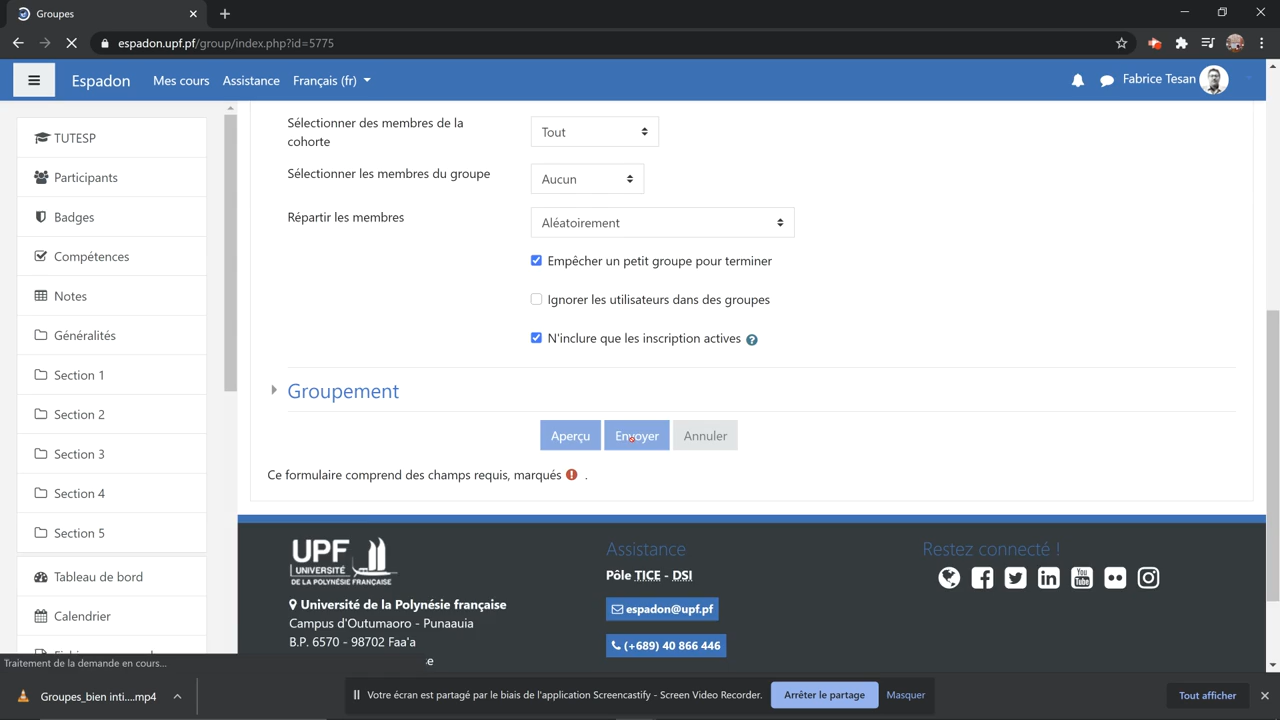 Groupes
espadon.upf.pf/group/index.php?id=5775
Espadon
Mes cours
Assistance
Français (fr)
Fabrice Tesan
TUTESP
Participants
Badges
Compétences
Notes
Généralités
Section 1
Section 2
Section 3
Section 4
Section 5
Tableau de bord
Calendrier
Sélectionner des membres de la
cohorte
Tout
Sélectionner les membres du groupe
Aucun
Répartir les membres
Aléatoirement
Empêcher un petit groupe pour terminer
Ignorer les utilisateurs dans des groupes
N'inclure que les inscription actives
Groupement
Aperçu
Envoyer
Annuler
Ce formulaire comprend des champs requis, marqués .
UPF
UNIVERSITÉ
DE LA POLYNÉSIE FRANÇAISE
Université de la Polynésie française
Campus d'Outumaoro - Punaauia
B.P. 6570 - 98702 Faa'a
Assistance
Pôle TICE - DSI
espadon@upf.pf
(+689) 40 866 446
Restez connecté !
You
Tube
Traitement de la demande en cours...
Groupes_bien inti....mp4
Votre écran est partagé par le biais de l'application Screencastify - Screen Video Recorder.
Arrêter le partage
Masquer
Tout afficher